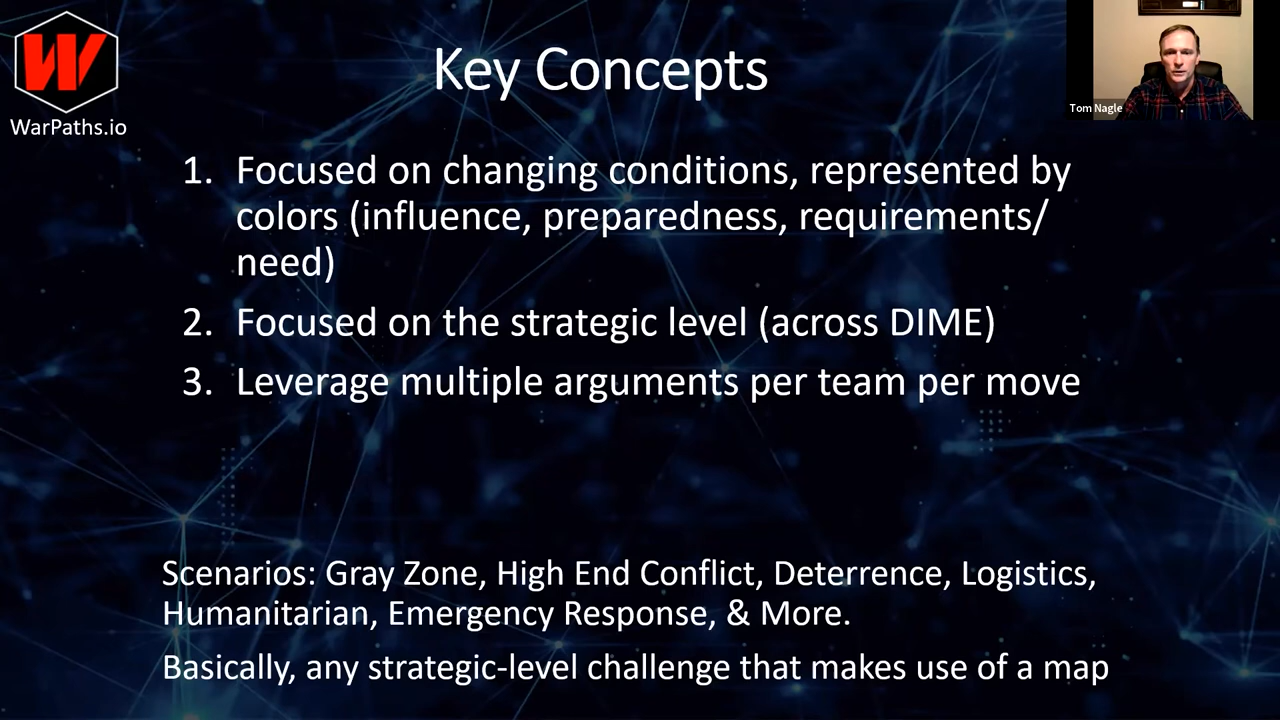 WarPaths.io
Key Concepts
Tom Nagle
1. Focused on changing conditions, represented by
colors (influence, preparedness, requirements/
need)
2. Focused on the strategic level (across DIME)
3. Leverage multiple arguments per team per move
Scenarios: Gray Zone, High End Conflict, Deterrence, Logistics,
Humanitarian, Emergency Response, & More.
Basically, any strategic-level challenge that makes use of a map